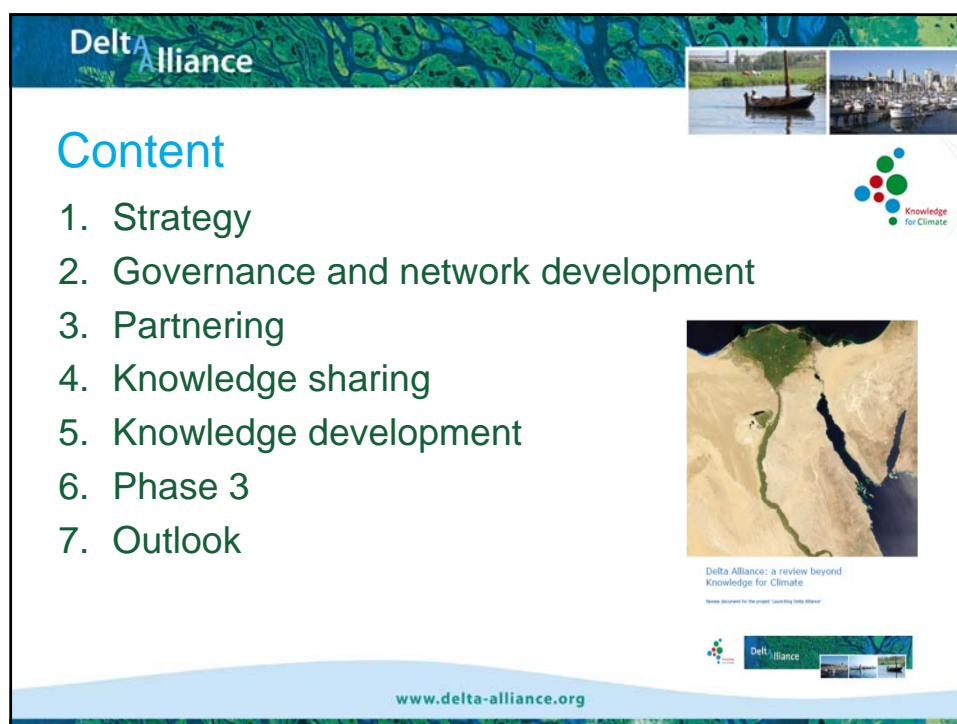 DeltA
Alliance
Content
Knowledge
for Climate
1. Strategy
2. Governance and network development
3. Partnering
4. Knowledge sharing
5. Knowledge development
6. Phase 3
7. Outlook
Delta Alliance: a review beyond
Knowledge for Climate
Review document for the project 'Launching Delta Alliance'
DeltAlliance
www.delta-alliance.org